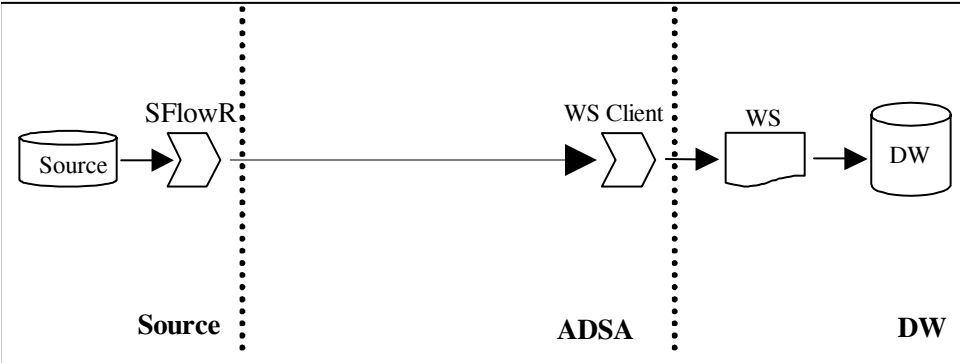 SFlowR
WS Client
WS
Source
DW
Source
ADSA
DW